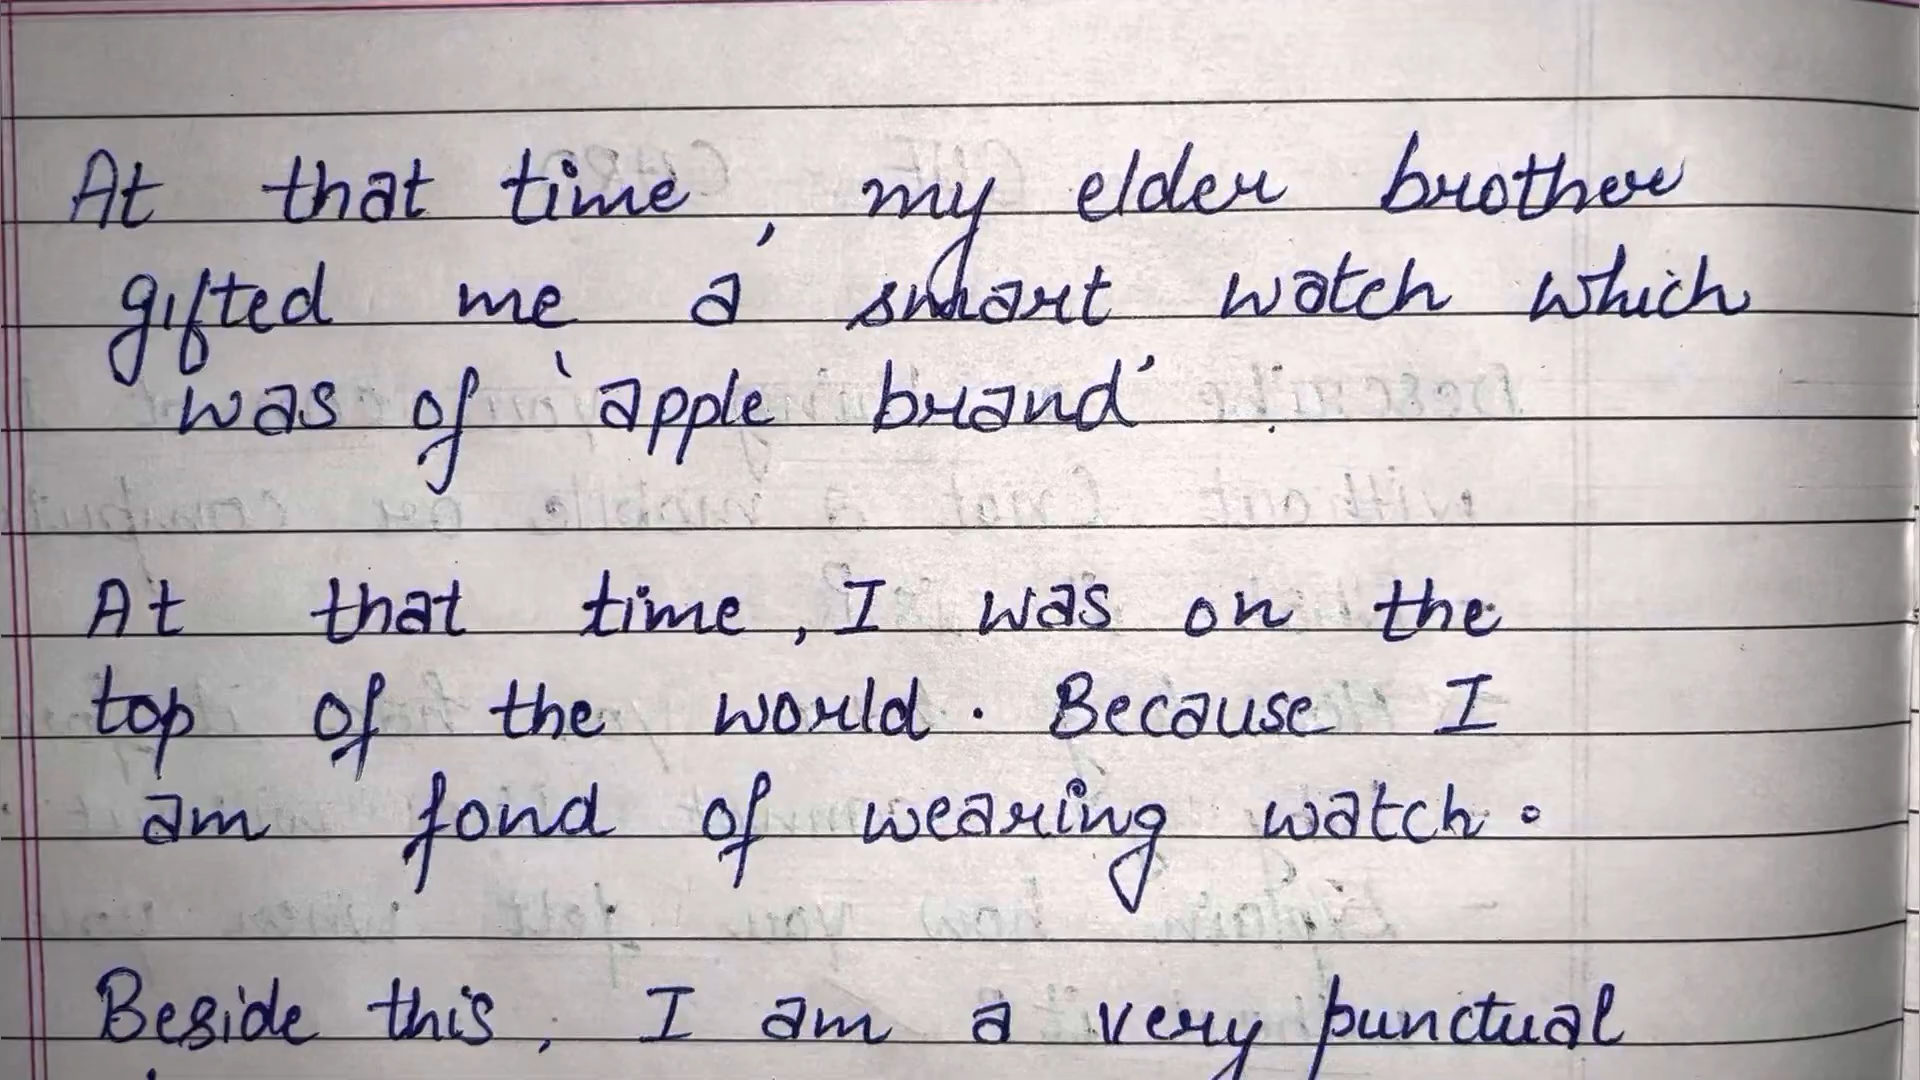 At that time, my elder brother
gifted me a smart watch which
was of 'apple brand'.
At that time, I was on the
top of the world. Because I
am fond of wearing watch.
Beside this, I am a very punctual